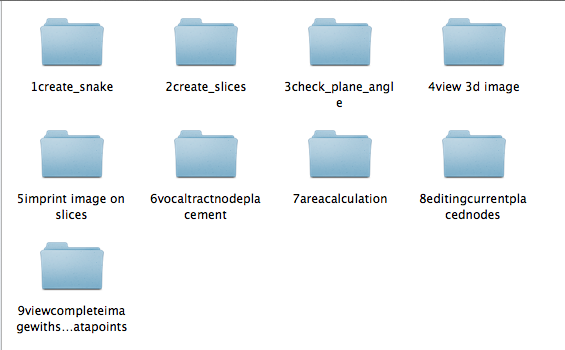 1create_snake
2create_slices
3check_plane_angl
e
4view 3d image
5imprint image on
slices
6vocaltractnodepla
cement
7areacalculation
8editingcurrentpla
cednodes
9viewcompleteima
gewiths...atapoints